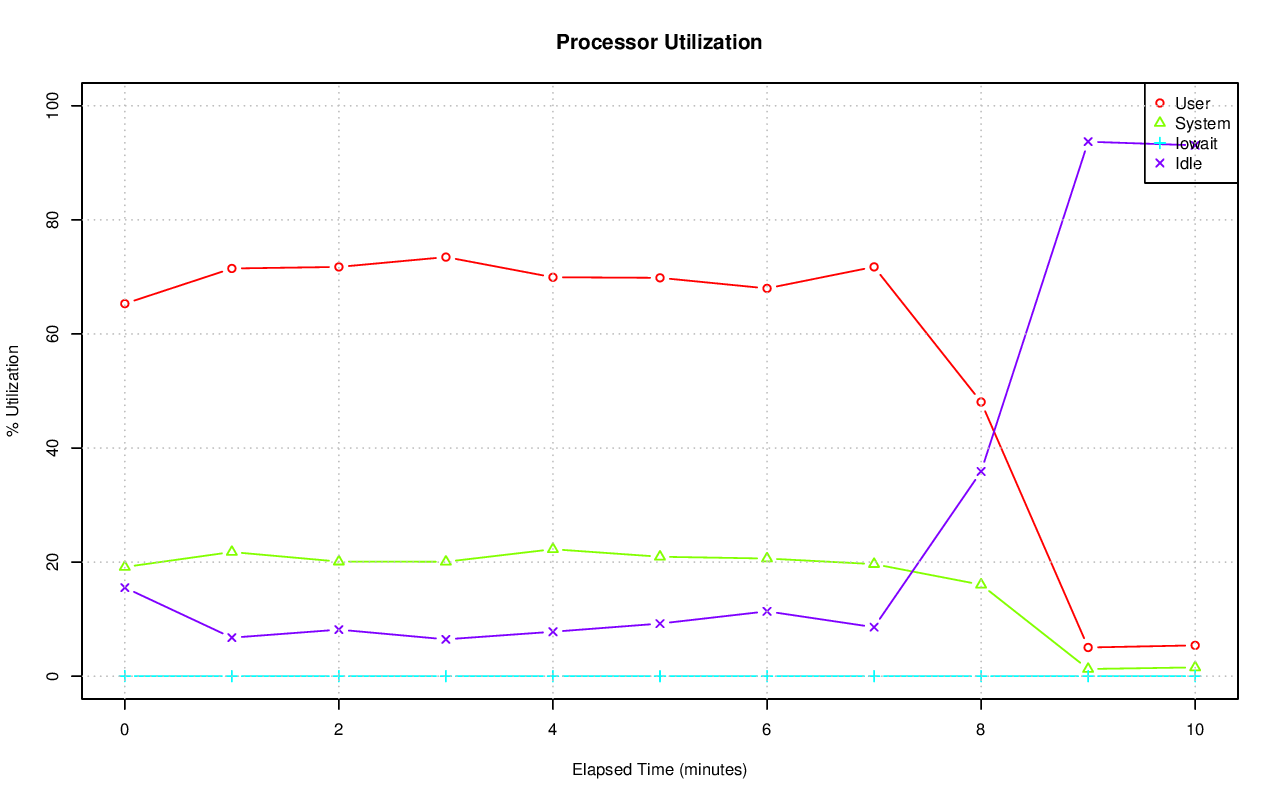 Processor Utilization
% Utilization
100
80
60
40
20
0
User
System
Iowait
Idle
0 2 4 6 8 10
Elapsed Time (minutes)